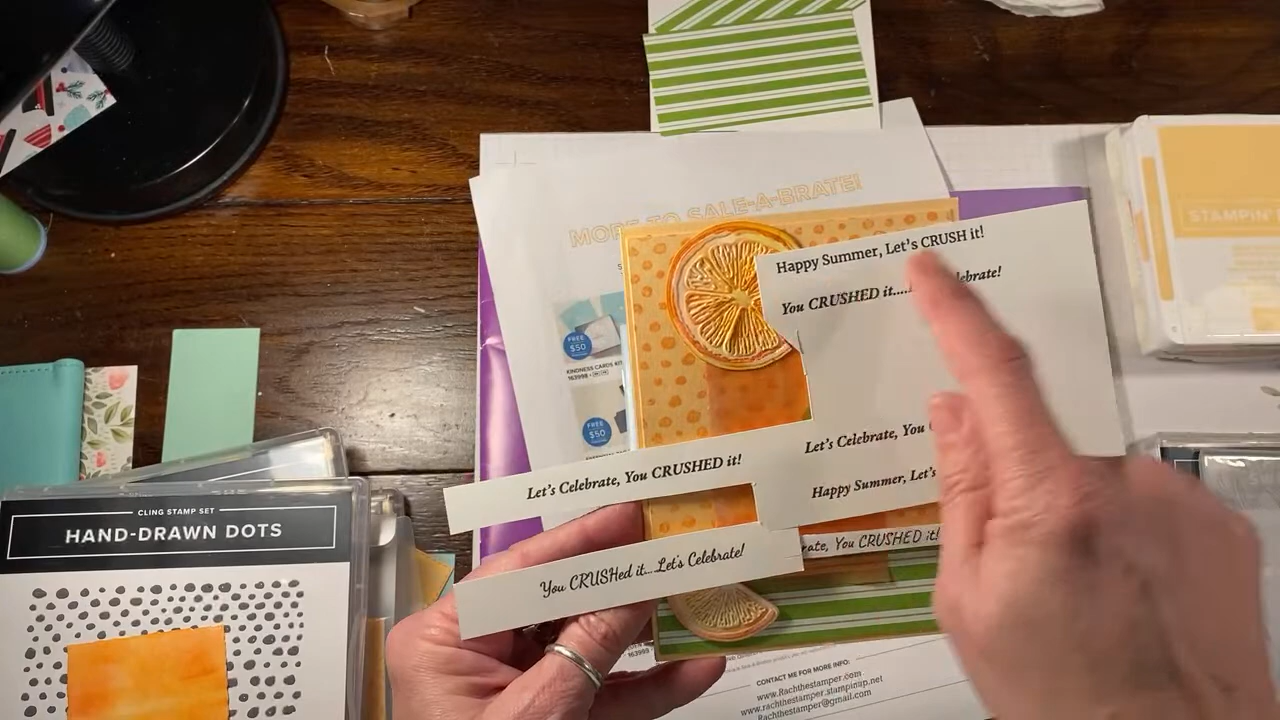 MORE TO SALE-A-BRATE!
FREE
$50
KINDNESS CARDS KIT
FREE
$50
STAMPIN'
Happy Summer, Let's CRUSH it!
You CRUSHED it....
Let's Celebrate, You
Happy Summer, Let's
Let's Celebrate, You CRUSHED it!
You CRUSHed it... Let's Celebrate!
You CRUSHED it!
CLING STAMP SET
HAND-DRAWN DOTS
CONTACT ME FOR MORE INFO:
www.Rachthestamper.com
www.rachthestamper.stampinup.net
Rachthestamper@gmail.com